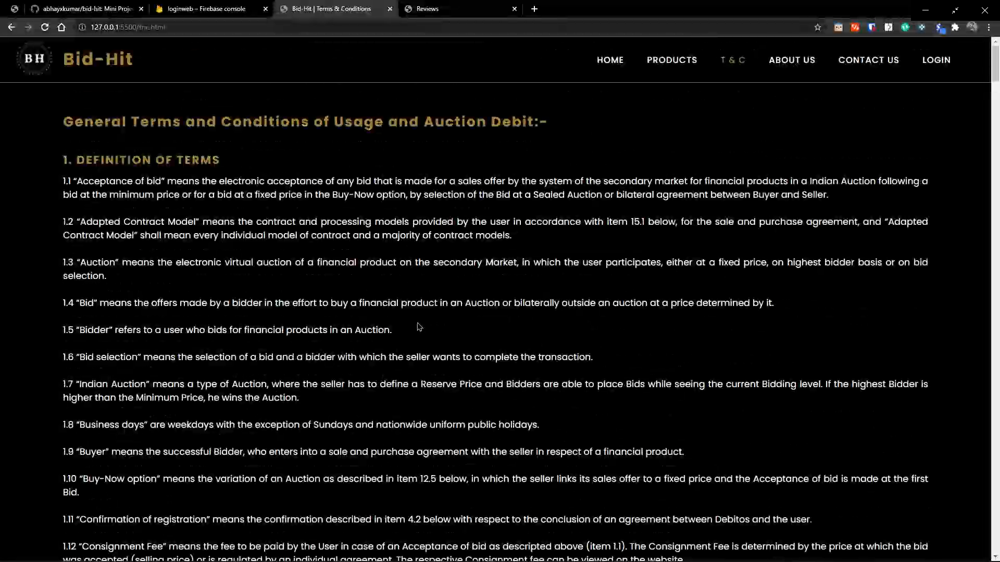 abhayxkumar/bid-hit: Mini Proje
loginweb – Firebase console
Bid-Hit | Terms & Conditions
Reviews
127.0.0.1:5500/tnc.html
BH
Bid-Hit
HOME
PRODUCTS
T & C
ABOUT US
CONTACT US
LOGIN
General Terms and Conditions of Usage and Auction Debit:-
1. DEFINITION OF TERMS
1.1 “Acceptance of bid” means the electronic acceptance of any bid that is made for a sales offer by the system of the secondary market for financial products in a Indian Auction following a
bid at the minimum price or for a bid at a fixed price in the Buy-Now option, by selection of the Bid at a Sealed Auction or bilateral agreement between Buyer and Seller.
1.2 “Adapted Contract Model” means the contract and processing models provided by the user in accordance with item 15.1 below, for the sale and purchase agreement, and “Adapted
Contract Model” shall mean every individual model of contract and a majority of contract models.
1.3 “Auction” means the electronic virtual auction of a financial product on the secondary Market, in which the user participates, either at a fixed price, on highest bidder basis or on bid
selection.
1.4 “Bid” means the offers made by a bidder in the effort to buy a financial product in an Auction or bilaterally outside an auction at a price determined by it.
1.5 “Bidder” refers to a user who bids for financial products in an Auction.
1.6 “Bid selection” means the selection of a bid and a bidder with which the seller wants to complete the transaction.
1.7 “Indian Auction” means a type of Auction, where the seller has to define a Reserve Price and Bidders are able to place Bids while seeing the current Bidding level. If the highest Bidder is
higher than the Minimum Price, he wins the Auction.
1.8 “Business days” are weekdays with the exception of Sundays and nationwide uniform public holidays.
1.9 “Buyer” means the successful Bidder, who enters into a sale and purchase agreement with the seller in respect of a financial product.
1.10 “Buy-Now option” means the variation of an Auction as described in item 12.5 below, in which the seller links its sales offer to a fixed price and the Acceptance of bid is made at the first
Bid.
1.11 “Confirmation of registration” means the confirmation described in item 4.2 below with respect to the conclusion of an agreement between Debitos and the user.
1.12 “Consignment Fee” means the fee to be paid by the User in case of an Acceptance of bid as descripted above (item 1.1). The Consignment Fee is determined by the price at which the bid
was accepted (selling price) or is regulated by an individual agreement. The respective Consignment fee can be viewed on the website.